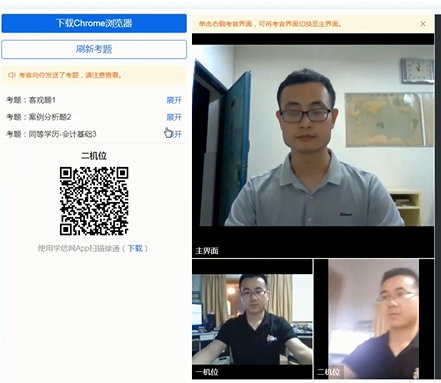 下载Chrome浏览器
刷新考题
考官向你发送了考题，请注意查看。
考题：客观题1 展开
考题：案例分析题2 展开
考题：同等学历-会计基础3 展开
二机位
使用学信网App扫描接通（下载）
单击右侧考官界面，可将考官界面切换至主界面。
主界面
一机位
二机位